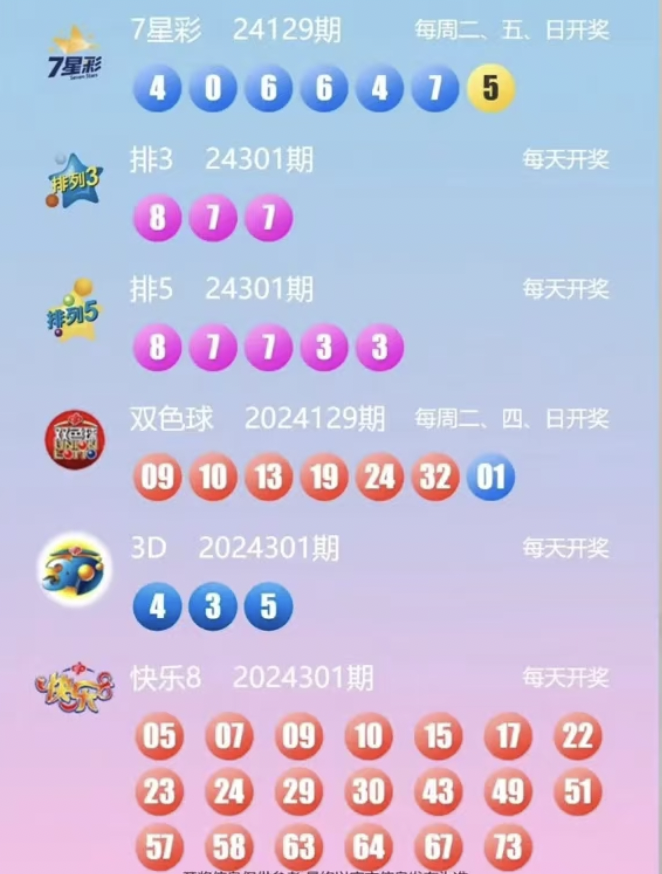 7星彩 24129期 每周二、五、日开奖
7星彩
4 0 6 6 4 7 5
排3 24301期 每天开奖
排列3
8 7 7
排5 24301期 每天开奖
排列5
8 7 7 3 3
双色球 2024129期 每周二、四、日开奖
双色球
UNION
LOTTO
09 10 13 19 24 32 01
3D 2024301期 每天开奖
3D
4 3 5
快乐8 2024301期 每天开奖
快乐8
05 07 09 10 15 17 22
23 24 29 30 43 49 51
57 58 63 64 67 73